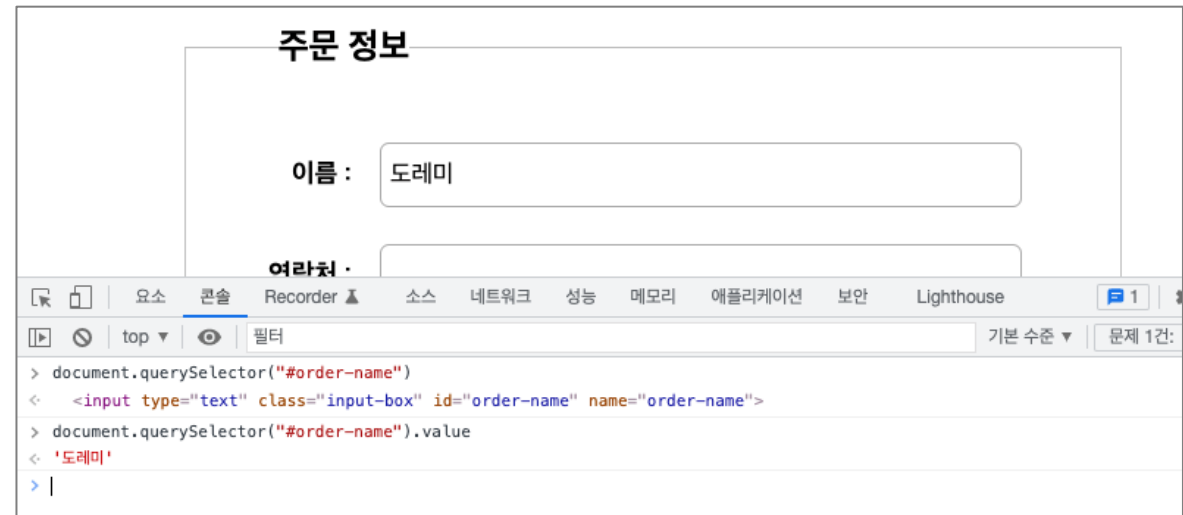 주문 정보
이름 : 도레미
연락처 :
요소 콘솔 Recorder 소스 네트워크 성능 메모리 애플리케이션 보안 Lighthouse 1
top ▼ 필터 기본 수준 ▼ 문제 1건:
> document.querySelector("#order-name")
<input type="text" class="input-box" id="order-name" name="order-name">
> document.querySelector("#order-name").value
'도레미'
>